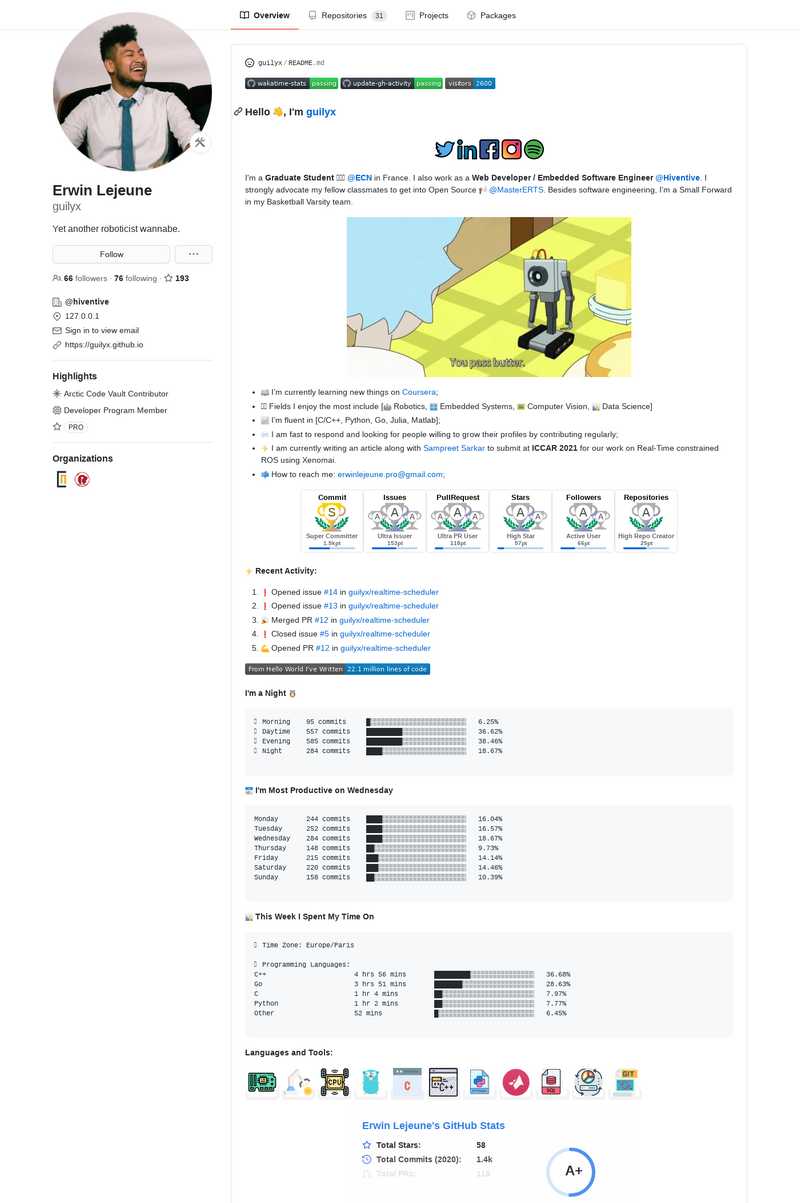 Overview
Repositories 31
Projects
Packages
Erwin Lejeune
guilyx
Yet another roboticist wannabe.
Follow
66 followers · 76 following · 193
@hiventive
127.0.0.1
Sign in to view email
https://guilyx.github.io
Highlights
Arctic Code Vault Contributor
Developer Program Member
PRO
Organizations
guilyx/README.md
wakatime-stats passing update-gh-activity passing visitors 2600
Hello 👋, I'm guilyx
I'm a Graduate Student @ECN in France. I also work as a Web Developer / Embedded Software Engineer @Hiventive. I
strongly advocate my fellow classmates to get into Open Source @MasterERTS. Besides software engineering, I'm a Small Forward
in my Basketball Varsity team.
You pass butter.
I'm currently learning new things on Coursera;
Fields I enjoy the most include [🤖 Robotics, Embedded Systems, Computer Vision, Data Science]
I'm fluent in [C/C++, Python, Go, Julia, Matlab];
I am fast to respond and looking for people willing to grow their profiles by contributing regularly;
I am currently writing an article along with Sampreet Sarkar to submit at ICCAR 2021 for our work on Real-Time constrained
ROS using Xenomai.
How to reach me: erwinlejeune.pro@gmail.com;
Commit Issues PullRequest Stars Followers Repositories
S A A A A A A A A A A
Super Committer Ultra Issuer Ultra PR User High Star Active User High Repo Creator
1.5kpt 153pt 118pt 57pt 66pt 25pt
⚡ Recent Activity:
1. ❗ Opened issue #14 in guilyx/realtime-scheduler
2. ❗ Opened issue #13 in guilyx/realtime-scheduler
3. 🎉 Merged PR #12 in guilyx/realtime-scheduler
4. ❗ Closed issue #5 in guilyx/realtime-scheduler
5. 💪 Opened PR #12 in guilyx/realtime-scheduler
From Hello World I've Written 22.1 million lines of code
I'm a Night 🦉
Morning 95 commits 6.25%
Daytime 557 commits 36.62%
Evening 585 commits 38.46%
Night 284 commits 18.67%
📅 I'm Most Productive on Wednesday
Monday 244 commits 16.04%
Tuesday 252 commits 16.57%
Wednesday 284 commits 18.67%
Thursday 148 commits 9.73%
Friday 215 commits 14.14%
Saturday 220 commits 14.46%
Sunday 158 commits 10.39%
📊 This Week I Spent My Time On
Time Zone: Europe/Paris
Programming Languages:
C++ 4 hrs 56 mins 36.68%
Go 3 hrs 51 mins 28.63%
C 1 hr 4 mins 7.97%
Python 1 hr 2 mins 7.77%
Other 52 mins 6.45%
Languages and Tools:
CPU C C++ SQL GIT
Erwin Lejeune's GitHub Stats
Total Stars: 58
Total Commits (2020): 1.4k
Total PRs:
A+